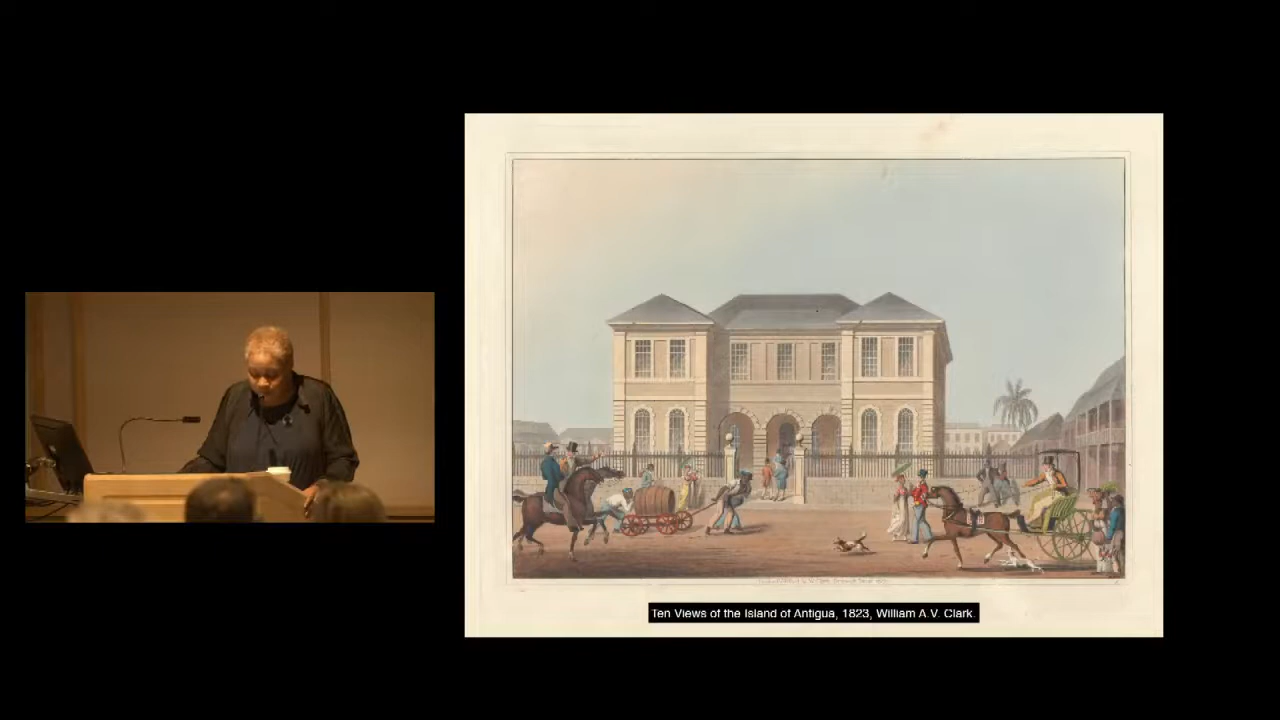 Ten Views of the Island of Antigua, 1823, William A.V. Clark.